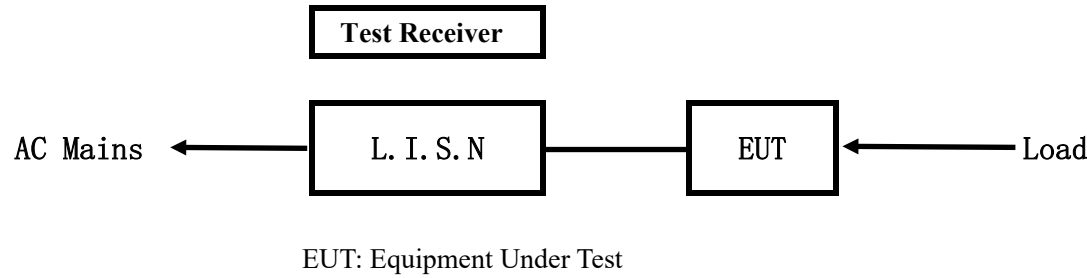 Test Receiver
AC Mains L.I.S.N EUT Load
EUT: Equipment Under Test